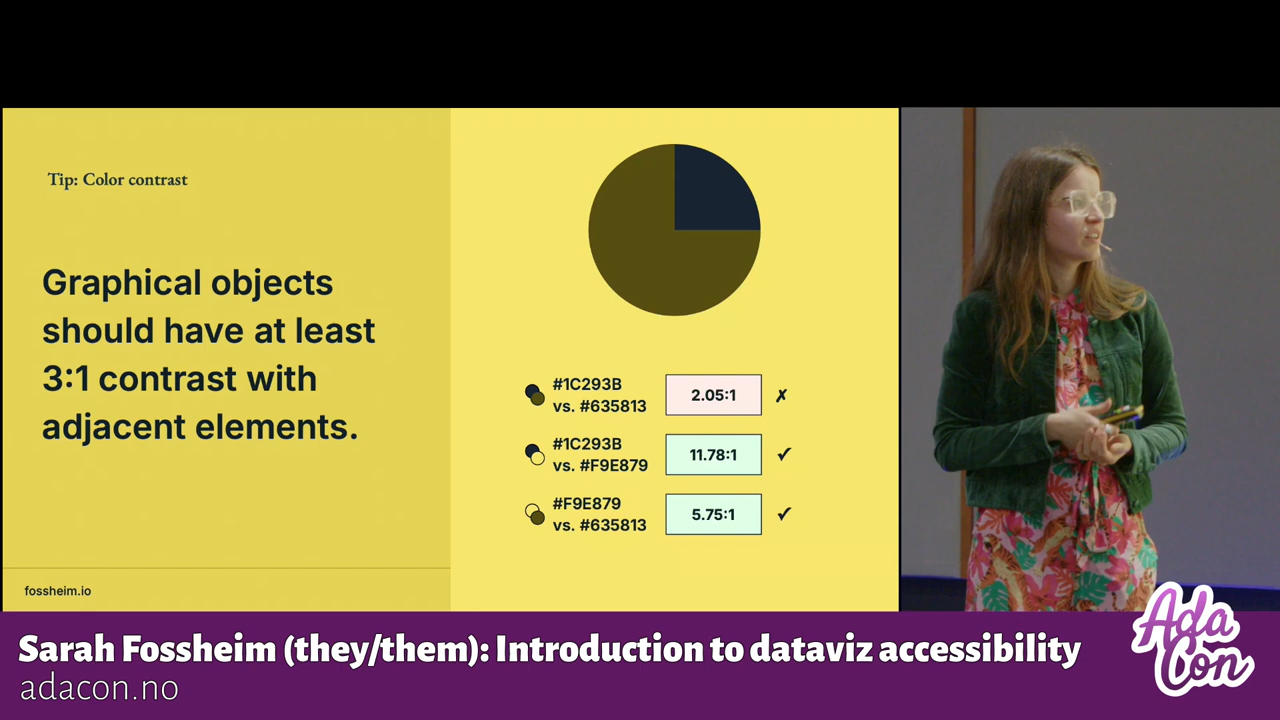 Tip: Color contrast
Graphical objects
should have at least
3:1 contrast with
adjacent elements.
fossheim.io
#1C293B
vs. #635813
2.05:1 ✗
#1C293B
vs. #F9E879
11.78:1 ✓
#F9E879
vs. #635813
5.75:1 ✓
Sarah Fossheim (they/them): Introduction to dataviz accessibility
adacon.no
Ada
Con